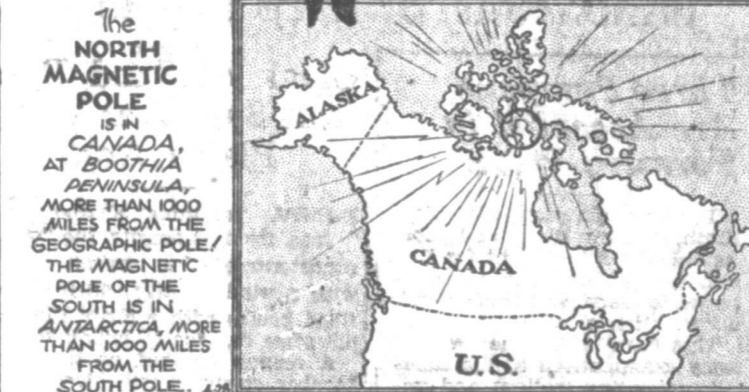 The
NORTH
MAGNETIC
POLE
IS IN
CANADA,
AT BOOTHIA
PENINSULA,
MORE THAN 1000
MILES FROM THE
GEOGRAPHIC POLE!
THE MAGNETIC
POLE OF THE
SOUTH IS IN
ANTARCTICA, MORE
THAN 1000 MILES
FROM THE
SOUTH POLE.
ALASKA
CANADA
U.S.